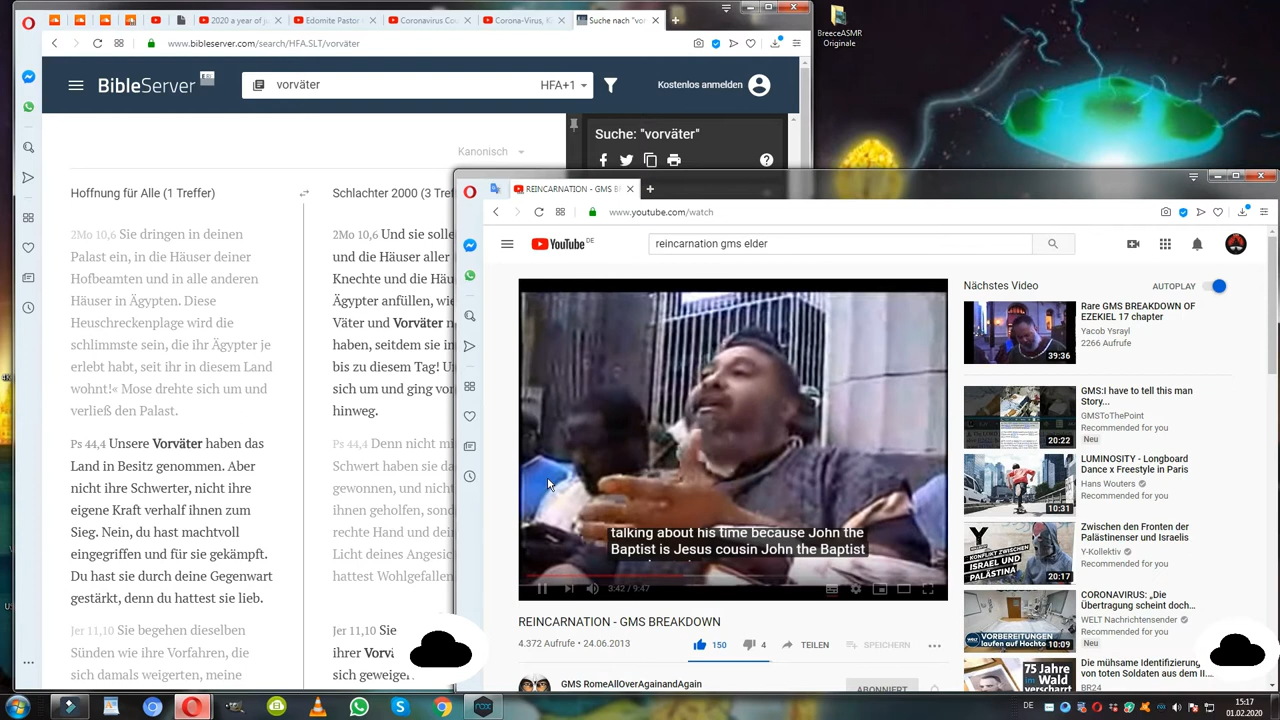 2020 a year of ju
Edomite Pastor
Coronavirus Cou
Corona-Virus, K
Suche nach "vor
www.bibleserver.com/search/HFA.SLT/vorväter
BibleServer
vorväter
HFA+1
Kostenlos anmelden
Kanonisch
Suche: "vorväter"
Hoffnung für Alle (1 Treffer)
2Mo 10,6 Sie dringen in deinen
Palast ein, in die Häuser deiner
Hofbeamten und in alle anderen
Häuser in Ägypten. Diese
Heuschreckenplage wird die
schlimmste sein, die ihr Ägypter je
erlebt habt, seit ihr in diesem Land
wohnt!« Mose drehte sich um und
verließ den Palast.
Ps 44,4 Unsere Vorväter haben das
Land in Besitz genommen. Aber
nicht ihre Schwerter, nicht ihre
eigene Kraft verhalf ihnen zum
Sieg. Nein, du hast machtvoll
eingegriffen und für sie gekämpft.
Du hast sie durch deine Gegenwart
gestärkt, denn du hattest sie lieb.
Jer 11,10 Sie begehen dieselben
Sünden wie ihre Vorfahren, die
sich damals weigerten, meine
Schlachter 2000 (3 Tref
2Mo 10,6 Und sie solle
und die Häuser aller
Knechte und die Häu
Ägypter anfüllen, wie
Väter und Vorväter n
haben, seitdem sie im
bis zu diesem Tag! U
sich um und ging vor
hinweg.
Ps 44,4 Denn nicht m
Schwert haben sie da
gewonnen, und nicht
ihnen geholfen, sond
rechte Hand und dei
Licht deines Angesic
hattest Wohlgefallen
Jer 11,10 Sie
ihrer Vorv
sich geweiger
REINCARNATION - GMS B
www.youtube.com/watch
YouTube DE
reincarnation gms elder
talking about his time because John the
Baptist is Jesus cousin John the Baptist
3:42 / 9:47
REINCARNATION - GMS BREAKDOWN
4.372 Aufrufe • 24.06.2013
150
4
TEILEN
SPEICHERN
GMS RomeAllOverAgainandAgain
ABONNIERT
Nächstes Video
AUTOPLAY
Rare GMS BREAKDOWN OF
EZEKIEL 17 chapter
Yacob Ysrayl
2266 Aufrufe
39:36
GMS:I have to tell this man
Story...
GMSToThePoint
Recommended for you
Neu
20:22
LUMINOSITY - Longboard
Dance x Freestyle in Paris
Hans Wouters
Recommended for you
10:31
Zwischen den Fronten der
Palästinenser und Israelis
Y-Kollektiv
Recommended for you
KONFLIKT ZWISCHEN
ISRAEL UND
PALÄSTINA
20:17
CORONAVIRUS: „Die
Übertragung scheint doch...
WELT Nachrichtensender
Recommended for you
Neu
VORBEREITUNGEN
laufen auf Hochto
10:09
Die mühsame Identifizierung
von toten Soldaten aus dem II...
BR24
Recommended for you
75 Jahre
im Wald
verscharrt
BreeceASMR
Originale
DE
15:17
01.02.2020